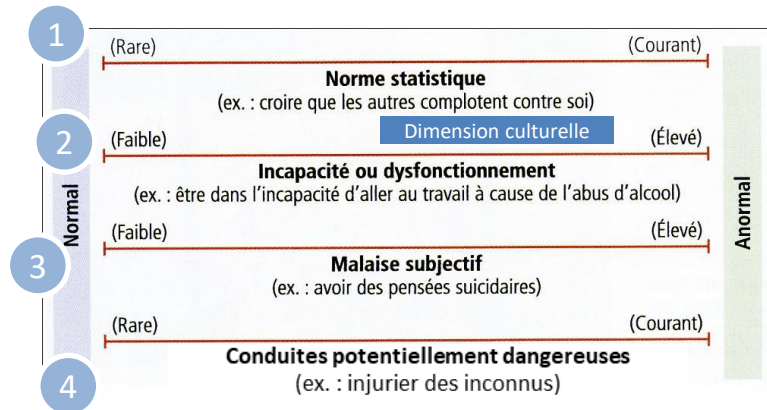 1
(Rare) (Courant)
Norme statistique
(ex. : croire que les autres complotent contre soi)
Dimension culturelle
2
(Faible) (Élevé)
Incapacité ou dysfonctionnement
(ex. : être dans l'incapacité d'aller au travail à cause de l'abus d'alcool)
Normal
Anormal
(Faible) (Élevé)
3
Malaise subjectif
(ex. : avoir des pensées suicidaires)
(Rare) (Courant)
Conduites potentiellement dangereuses
4
(ex. : injurier des inconnus)